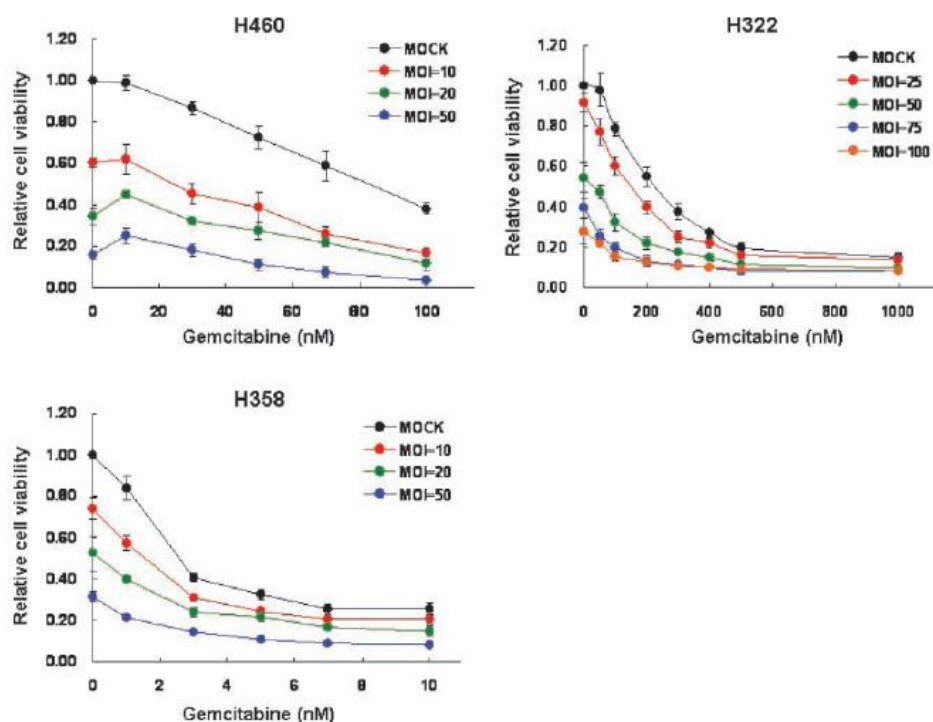 H460
1.20
1.00
0.80
0.60
0.40
0.20
0.00
Relative cell viability
MOCK
MOI=10
MOI=20
MOI=50
0 20 40 60 80 100
Gemcitabine (nM)
H322
1.20
1.00
0.80
0.60
0.40
0.20
0.00
Relative cell viability
MOCK
MOI=25
MOI=50
MOI=75
MOI=100
0 200 400 600 800 1000
Gemcitabine (nM)
H358
1.20
1.00
0.80
0.60
0.40
0.20
0.00
Relative cell viability
MOCK
MOI=10
MOI=20
MOI=50
0 2 4 6 8 10
Gemcitabine (nM)